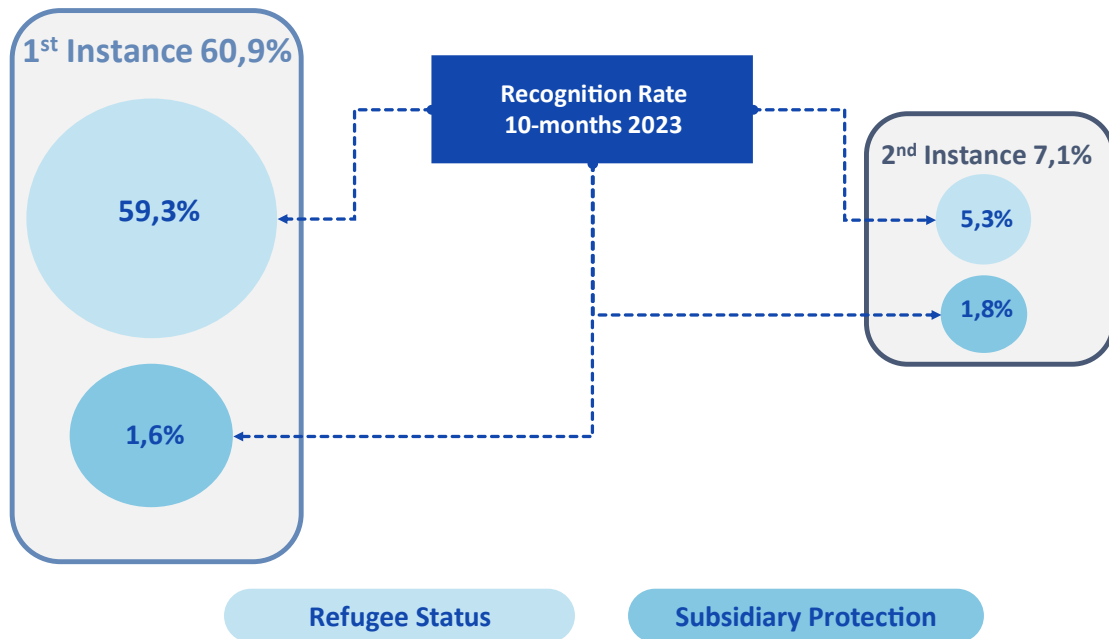 1st Instance 60,9%
Recognition Rate
10-months 2023
2nd Instance 7,1%
59,3%
5,3%
1,8%
1,6%
Refugee Status
Subsidiary Protection